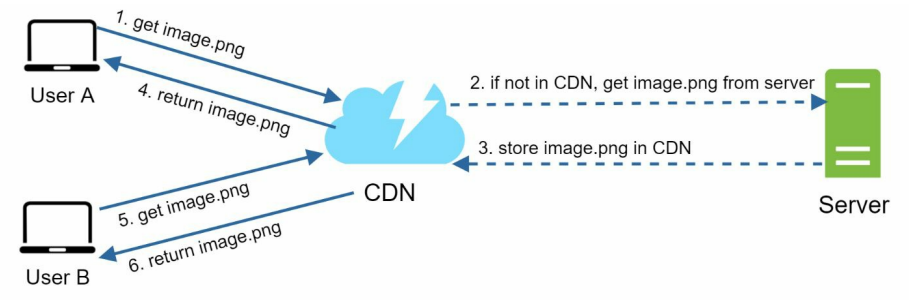 1. get image.png
User A
4. return image.png
2. if not in CDN, get image.png from server
3. store image.png in CDN
CDN
Server
5. get image.png
6. return image.png
User B